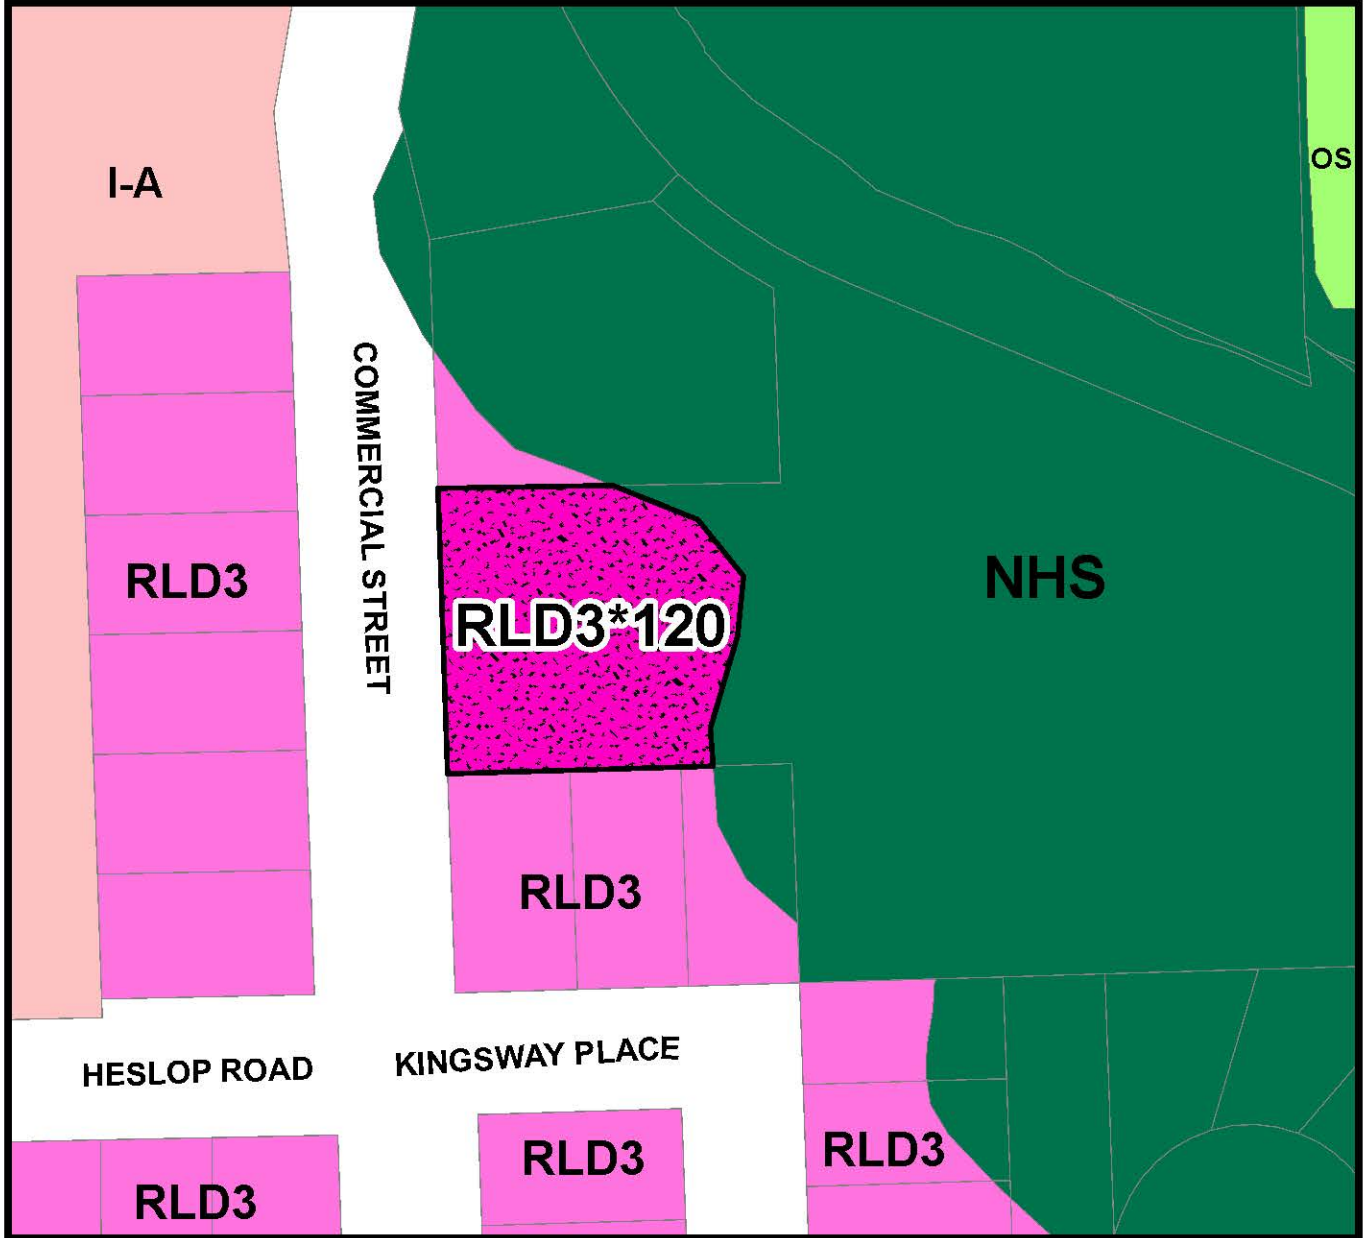 OS
I-A
COMMERCIAL STREET
RLD3
NHS
RLD3*120
RLD3
HESLOP ROAD
KINGSWAY PLACE
RLD3
RLD3
RLD3